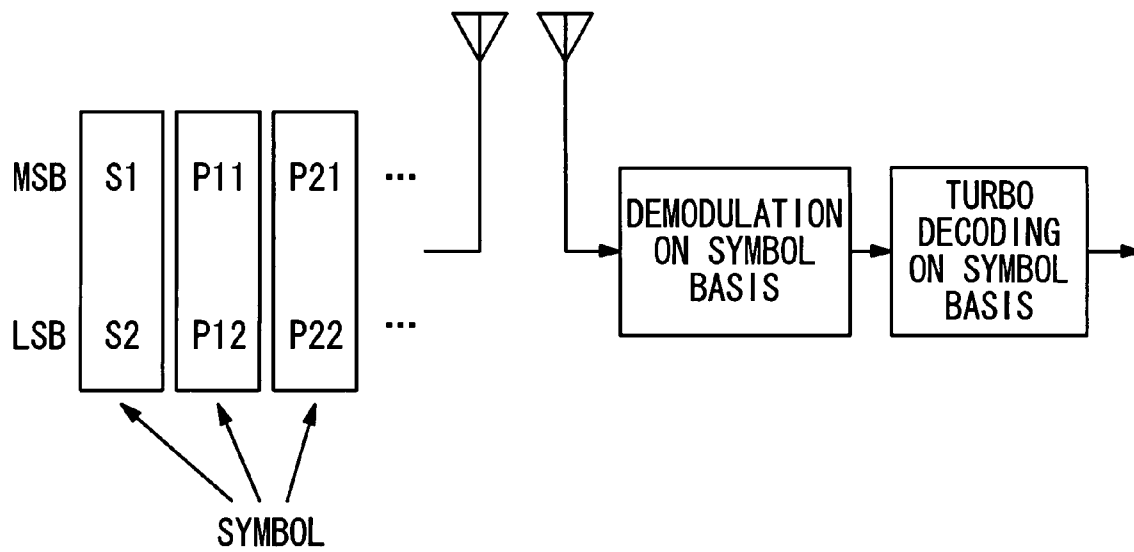 MSB S1 P11 P21 ...
LSB S2 P12 P22 ...
SYMBOL
DEMODULATION
ON SYMBOL
BASIS
TURBO
DECODING
ON SYMBOL
BASIS